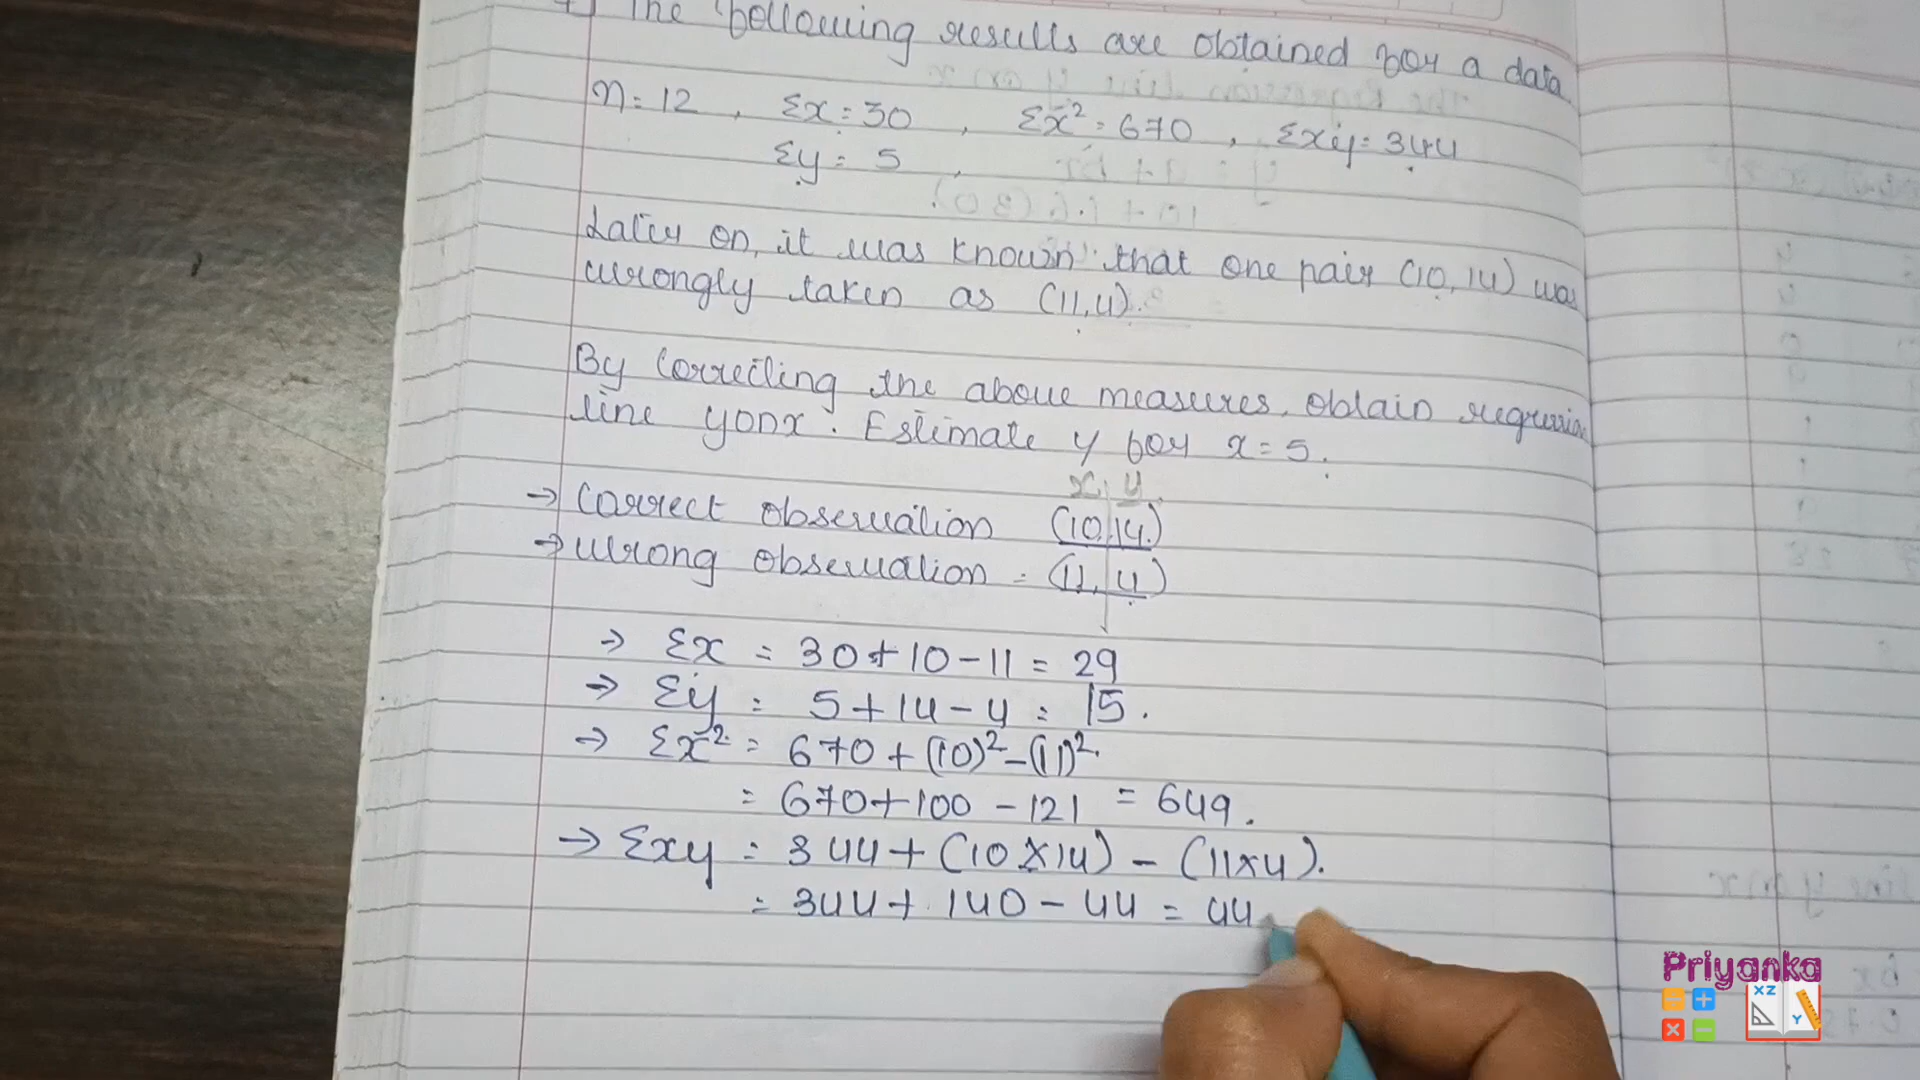 The following results are obtained for a data
n = 12 , Σx = 30 , Σx² = 670 , Σxy = 344
Σy = 5 ,
Later on, it was known that one pair (10, 14) was
wrongly taken as (11, 4).
By correcting the above measures, obtain regression
line y on x. Estimate y for x = 5.
x, y
→ Correct observation (10, 14)
→ Wrong observation = (11, 4)
→ Σx = 30 + 10 - 11 = 29
→ Σy = 5 + 14 - 4 = 15.
→ Σx² = 670 + (10)² - (11)²
= 670 + 100 - 121 = 649.
→ Σxy = 344 + (10 × 14) - (11 × 4).
= 344 + 140 - 44 = 44
Priyanka
XZ
Y